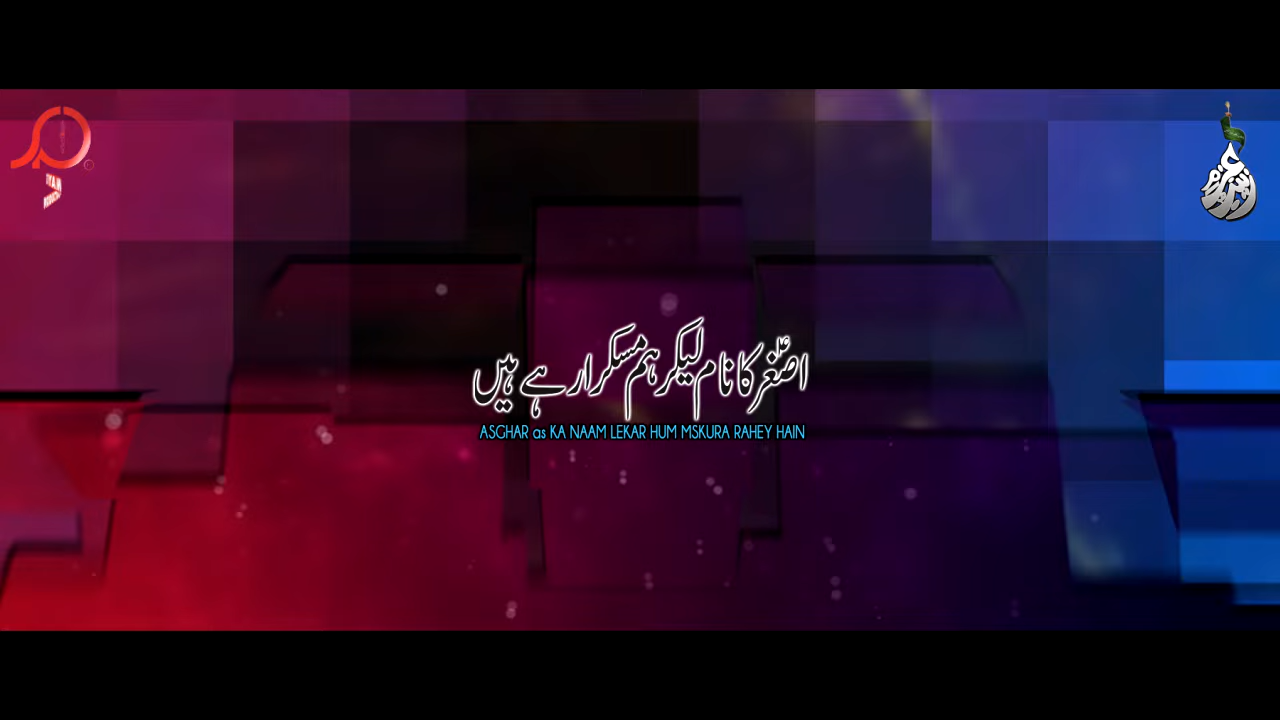 اصغرؑ کا نام لیکر ہم مسکرا رہے ہیں
ASGHAR as KA NAAM LEKAR HUM MSKURA RAHEY HAIN